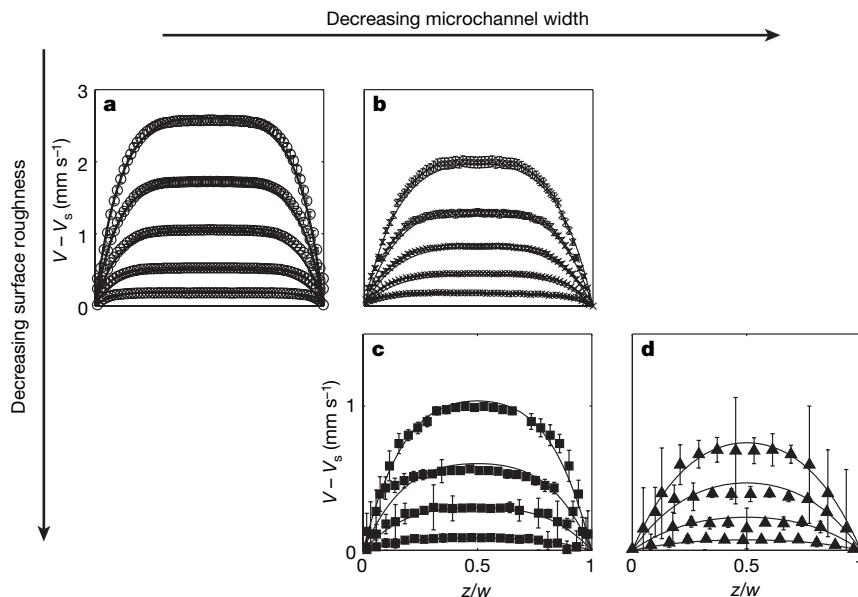 Decreasing microchannel width
Decreasing surface roughness
a
b
3
2
1
0
V – Vs (mm s⁻¹)
c
d
1
0
V – Vs (mm s⁻¹)
0
0.5
1
0
0.5
1
z/w
z/w